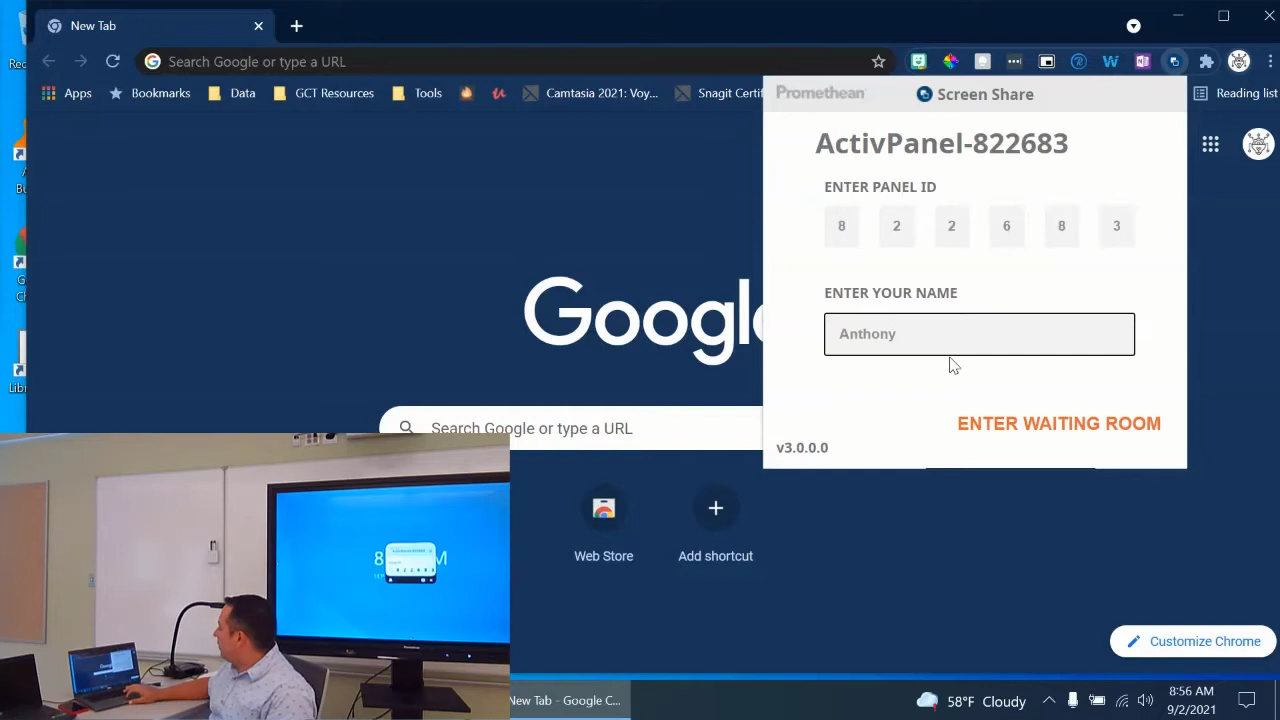 New Tab
Search Google or type a URL
Apps
Bookmarks
Data
GCT Resources
Tools
Camtasia 2021: Voy...
Snagit Certif
Reading list
Promethean
Screen Share
ActivPanel-822683
ENTER PANEL ID
8 2 2 6 8 3
ENTER YOUR NAME
Anthony
ENTER WAITING ROOM
v3.0.0.0
Google
Search Google or type a URL
Web Store
Add shortcut
Customize Chrome
New Tab - Google C...
58°F Cloudy
8:56 AM
9/2/2021